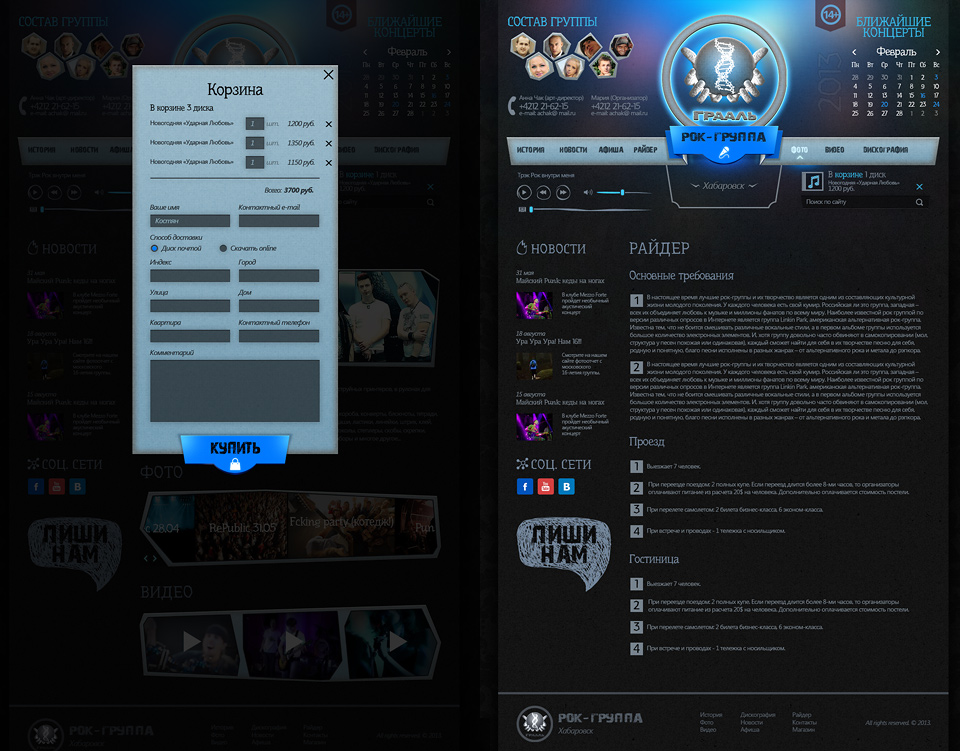 СОСТАВ ГРУППЫ
14+
БЛИЖАЙШИЕ
КОНЦЕРТЫ
Февраль
Корзина
В корзине 3 диска
Новогодняя «Ударная Любовь» 1 шт. 1200 руб.
Новогодняя «Ударная Любовь» 1 шт. 1350 руб.
Новогодняя «Ударная Любовь» 1 шт. 1150 руб.
Всего: 3700 руб.
Ваше имя
Контактный e-mail
Костян
Способ доставки
Диск почтой
Скачать online
Индекс
Город
Улица
Дом
Квартира
Контактный телефон
Комментарий
КУПИТЬ
НОВОСТИ
СОЦ. СЕТИ
ПИШИ
НАМ
ФОТО
28.04
RePublic 31.05
Fcking party (котедж)
ВИДЕО
РОК-ГРУППА
Хабаровск
СОСТАВ ГРУППЫ
14+
БЛИЖАЙШИЕ
КОНЦЕРТЫ
Февраль
2013
Пн Вт Ср Чт Пт Сб Вс
28 29 30 31 1 2 3
4 5 6 7 8 9 10
11 12 13 14 15 16 17
18 19 20 21 22 23 24
25 26 27 28 1 2 3
Анна Чак (арт-директор)
+4212 21-62-15
e-mail: achak@mail.ru
Мария (Организатор)
+4212 21-62-15
e-mail: achak@mail.ru
ГРААЛЬ
РОК-ГРУППА
ИСТОРИЯ НОВОСТИ АФИША РАЙДЕР ФОТО ВИДЕО ДИСКОГРАФИЯ
Трэк Рок внутри меня
Хабаровск
В корзине 1 диск
Новогодняя «Ударная Любовь»
1200 руб.
Поиск по сайту
НОВОСТИ
31 мая
Майский Punk: кеды на ногах
В клубе Mezzo Forte
пройдет необычный
акустический
концерт
18 августа
Ура Ура Ура! Нам 16!!!
Смотрите на нашем
сайте фотоотчет с
московского
16-летия группы.
15 августа
Майский Punk: кеды на ногах
В клубе Mezzo Forte
пройдет необычный
акустический
концерт
СОЦ. СЕТИ
ПИШИ
НАМ
РАЙДЕР
Основные требования
1 В настоящее время лучшие рок-группы и их творчество является одним из составляющих культурной
жизни молодого поколения. У каждого человека есть свой кумир. Российская ли это группа, западная –
всех их объединяет любовь к музыке и миллионы фанатов по всему миру. Наиболее известной рок группой по
версии различных опросов в Интернете является группа Linkin Park, американская альтернативная рок-группа.
Известна тем, что не боится смешивать различные вокальные стили, а в первом альбоме группы используется
большое количество электронных элементов. И, хотя группу довольно часто обвиняют в самокопировании (мол,
структура у песен похожая или одинаковая), каждый сможет найти для себя в их творчестве песню до стиль,
родную и понятную, благо песни исполнены в разных жанрах – от альтернативного рока и метала до рэпкора.
2 В настоящее время лучшие рок-группы и их творчество является одним из составляющих культурной
жизни молодого поколения. У каждого человека есть свой кумир. Российская ли это группа, западная –
всех их объединяет любовь к музыке и миллионы фанатов по всему миру. Наиболее известной рок группой по
версии различных опросов в Интернете является группа Linkin Park, американская альтернативная рок-группа.
Известна тем, что не боится смешивать различные вокальные стили, а в первом альбоме группы используется
большое количество электронных элементов. И, хотя группу довольно часто обвиняют в самокопировании (мол,
структура у песен похожая или одинаковая), каждый сможет найти для себя в их творчестве песню до стиль,
родную и понятную, благо песни исполнены в разных жанрах – от альтернативного рока и метала до рэпкора.
Проезд
1 Выезжает 7 человек.
2 При переезде поездом: 2 полных купе. Если переезд длится более 8-ми часов, то организаторы
оплачивают питание из расчета 20$ на человека. Дополнительно оплачивается стоимость постели.
3 При перелете самолетом: 2 билета бизнес-класса, 6 эконом-класса.
4 При встрече и проводах - 1 тележка с носильщиком.
Гостиница
1 Выезжает 7 человек.
2 При переезде поездом: 2 полных купе. Если переезд длится более 8-ми часов, то организаторы
оплачивают питание из расчета 20$ на человека. Дополнительно оплачивается стоимость постели.
3 При перелете самолетом: 2 билета бизнес-класса, 6 эконом-класса.
4 При встрече и проводах - 1 тележка с носильщиком.
РОК-ГРУППА
Хабаровск
История Дискография Райдер
Фото Новости Контакты
Видео Афиша Магазин
All rights reserved. © 2013.